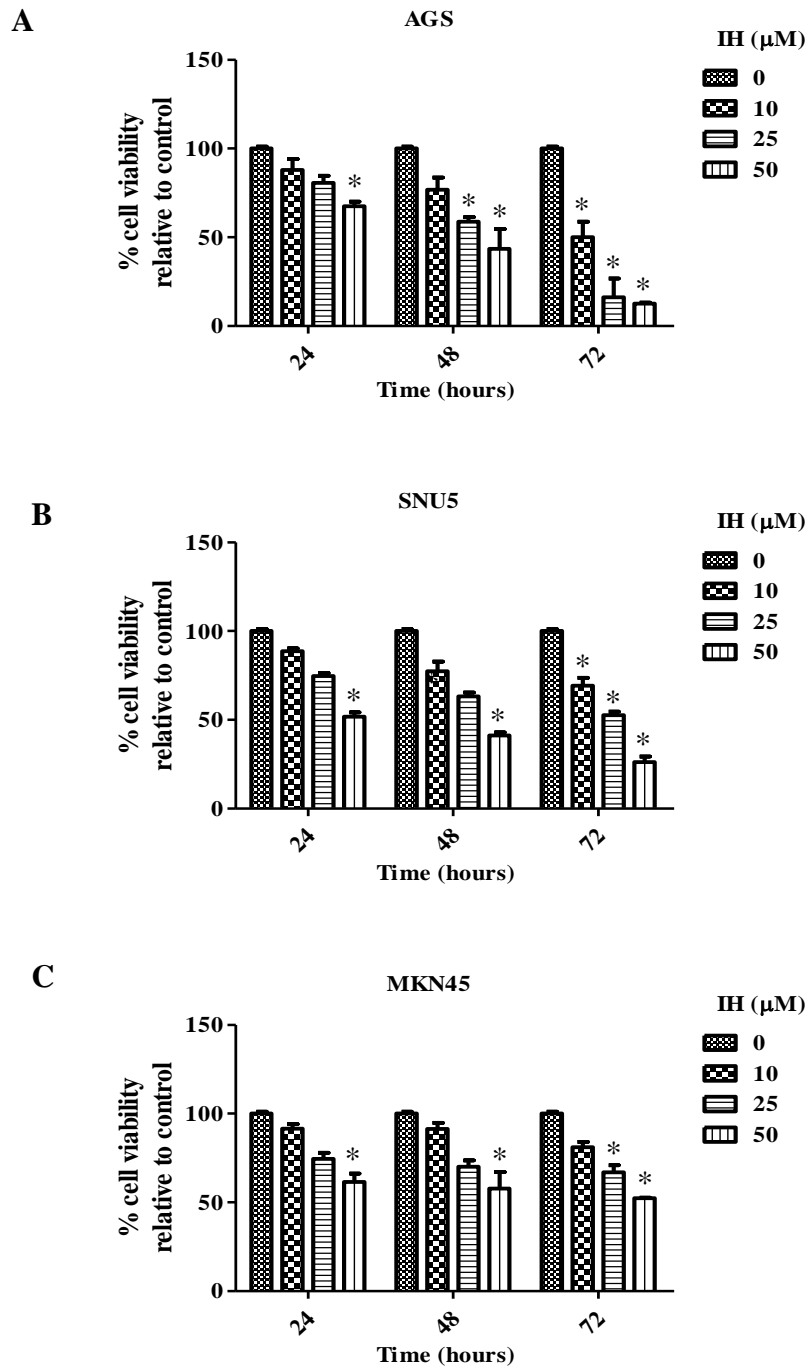 A
AGS
% cell viability
relative to control
150
100
50
0
*
* *
* * *
24 48 72
Time (hours)
IH (µM)
0
10
25
50
B
SNU5
% cell viability
relative to control
150
100
50
0
*
*
* * *
24 48 72
Time (hours)
IH (µM)
0
10
25
50
C
MKN45
% cell viability
relative to control
150
100
50
0
*
*
* *
24 48 72
Time (hours)
IH (µM)
0
10
25
50